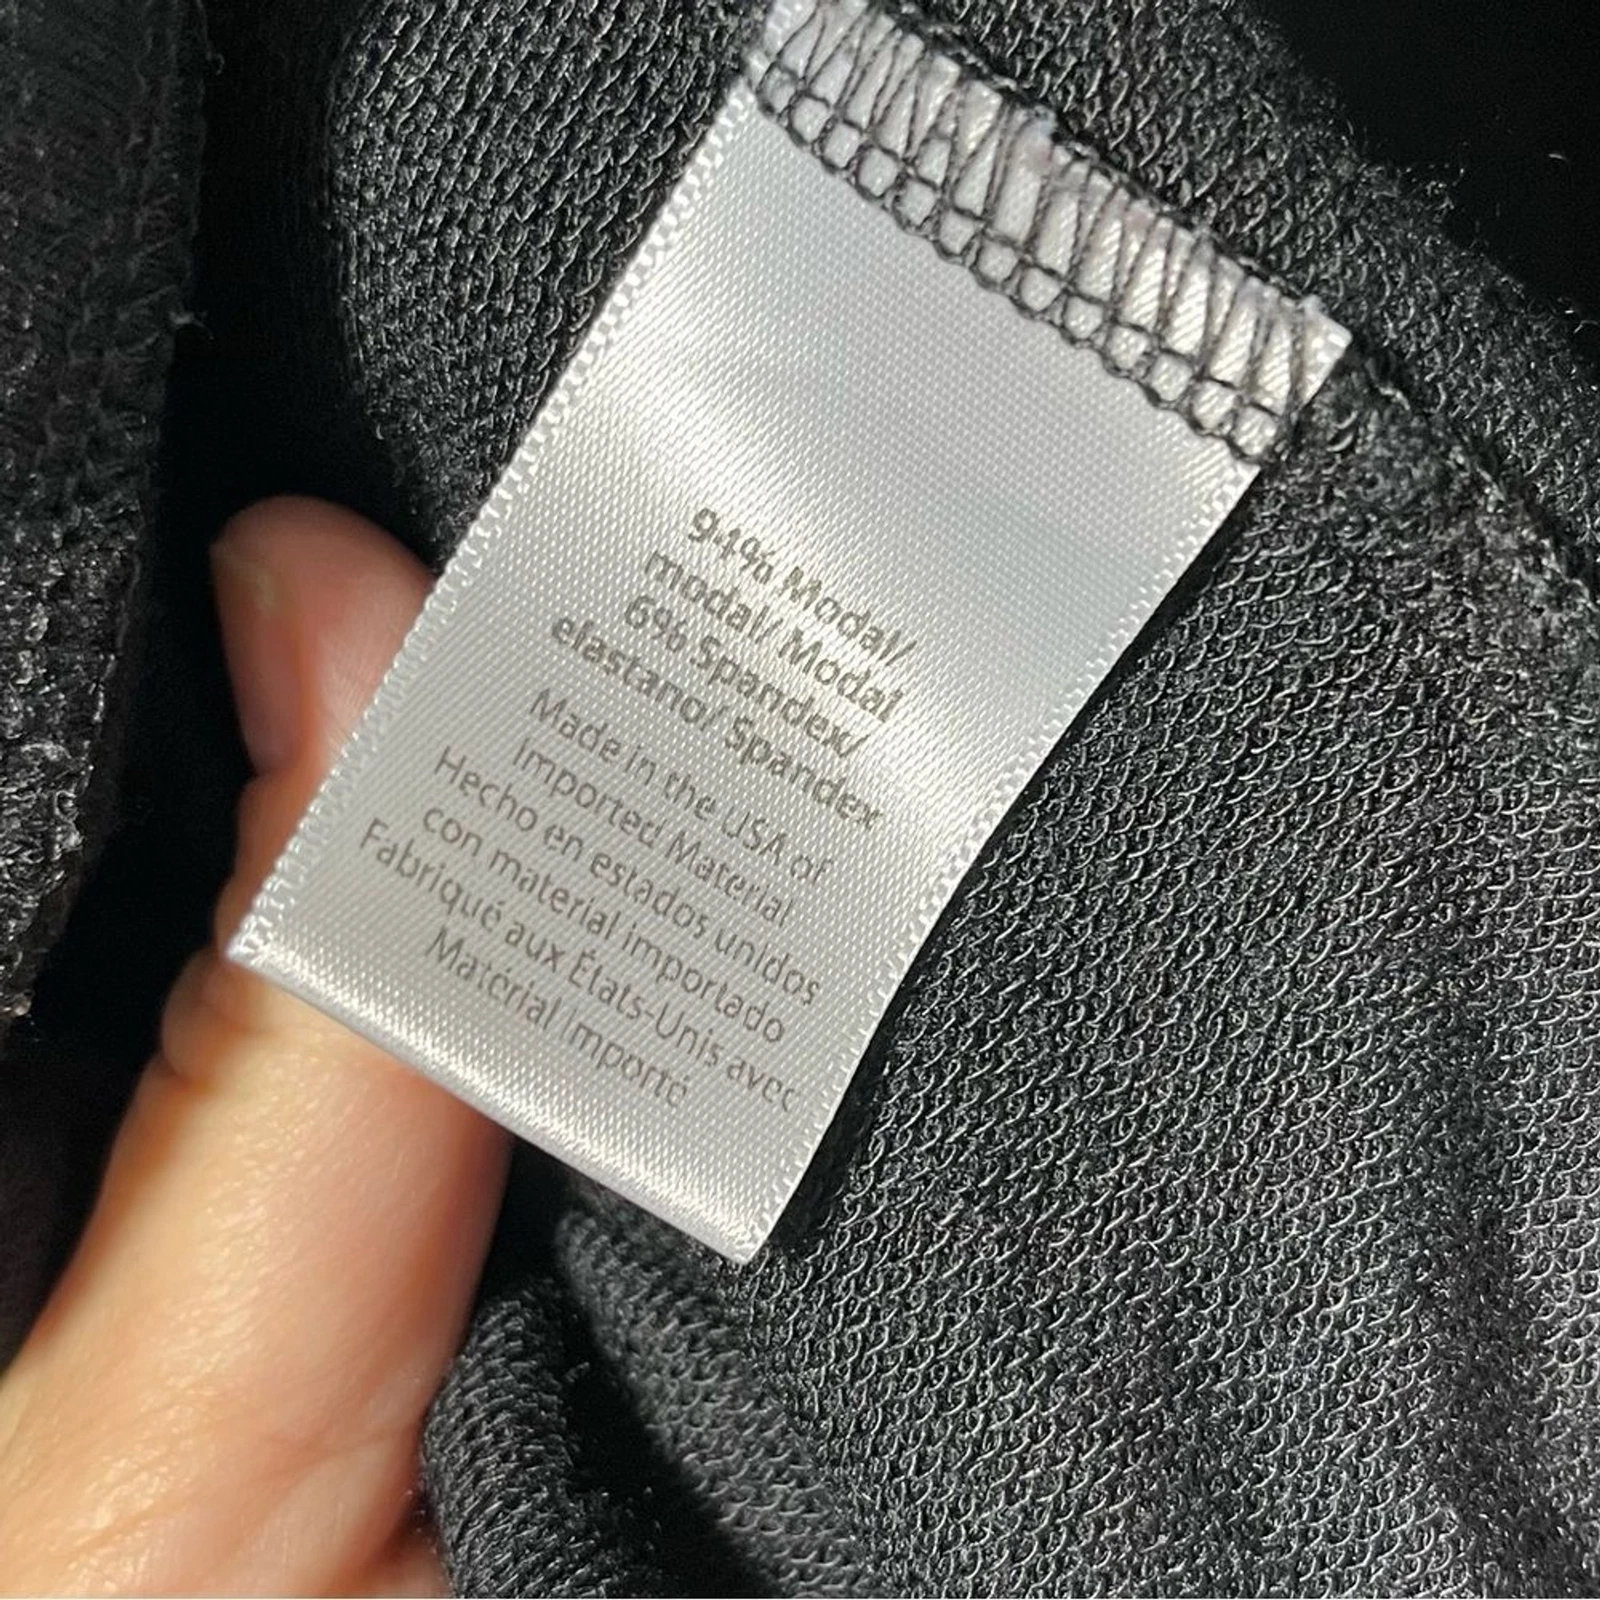 94% Modal/
modal/ Modal
6% Spandex/
elastano/ Spandex
Made in the USA of
Imported Material
Hecho en estados unidos
con material importado
Fabriqué aux États-Unis avec
Matérial Importé